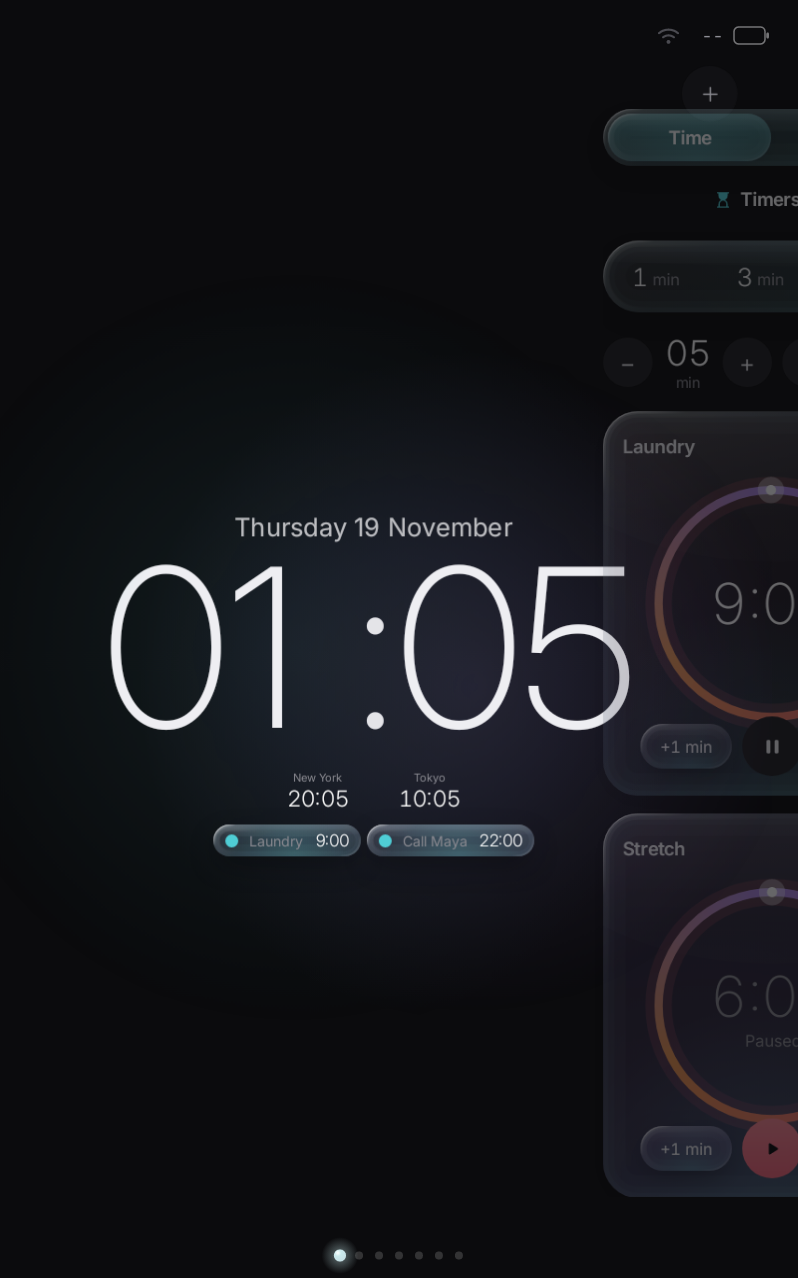 --
+
Time
Timers
1 min 3 min
− 05 +
min
Laundry
9:0
+1 min
Thursday 19 November
01:05
New York Tokyo
20:05 10:05
Laundry 9:00 Call Maya 22:00
Stretch
6:0
Paused
+1 min